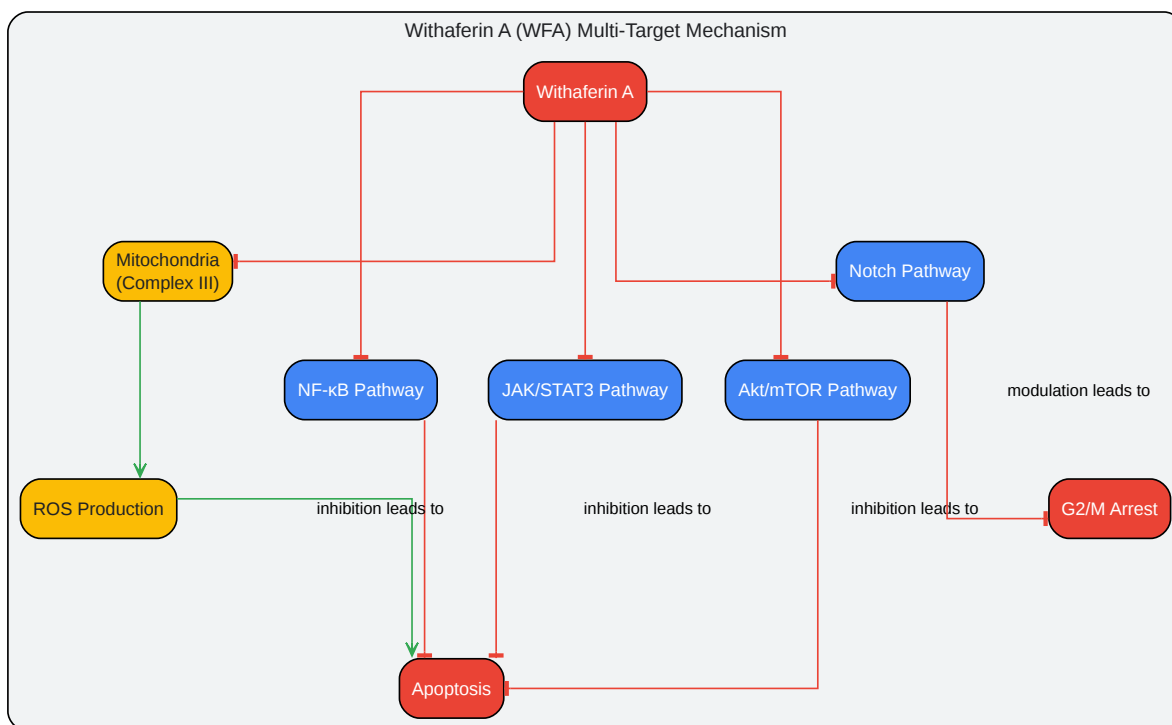 Withaferin A (WFA) Multi-Target Mechanism
Withaferin A
Mitochondria
(Complex III)
Notch Pathway
NF-κB Pathway
JAK/STAT3 Pathway
Akt/mTOR Pathway
modulation leads to
ROS Production
inhibition leads to
inhibition leads to
inhibition leads to
G2/M Arrest
Apoptosis